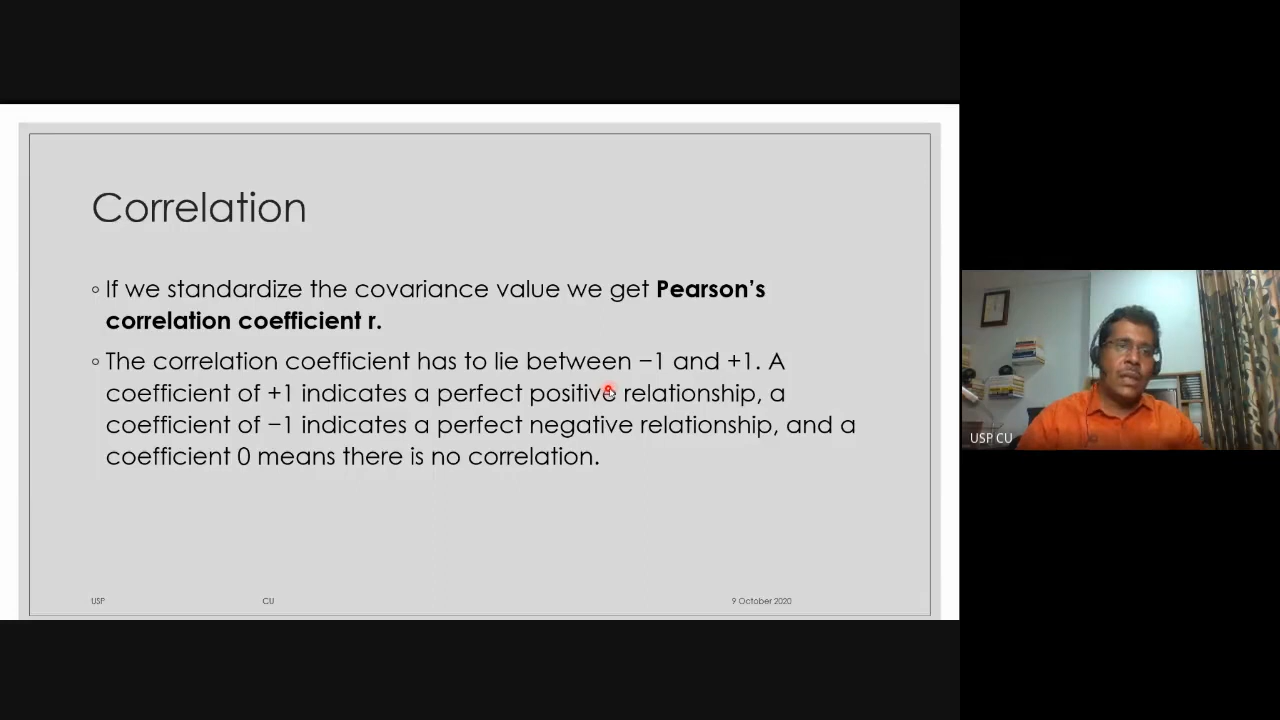 Correlation
◦ If we standardize the covariance value we get Pearson’s
correlation coefficient r.
◦ The correlation coefficient has to lie between −1 and +1. A
coefficient of +1 indicates a perfect positive relationship, a
coefficient of −1 indicates a perfect negative relationship, and a
coefficient 0 means there is no correlation.
USP CU 9 October 2020
USP CU